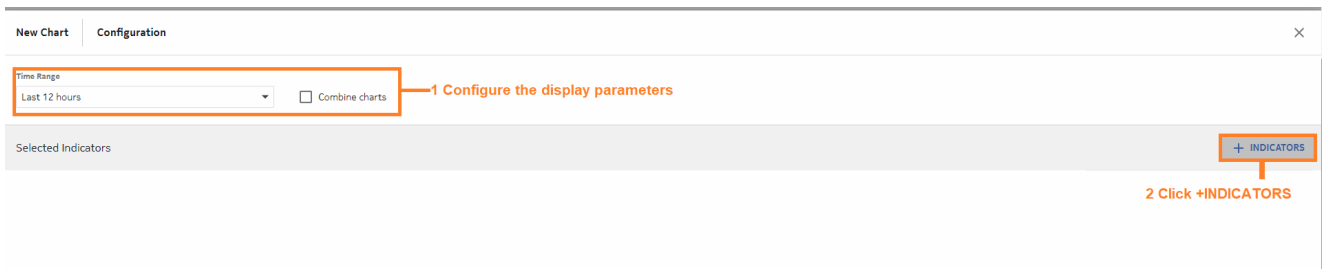 New Chart Configuration
Time Range
Last 12 hours Combine charts
1 Configure the display parameters
Selected Indicators
+ INDICATORS
2 Click +INDICATORS